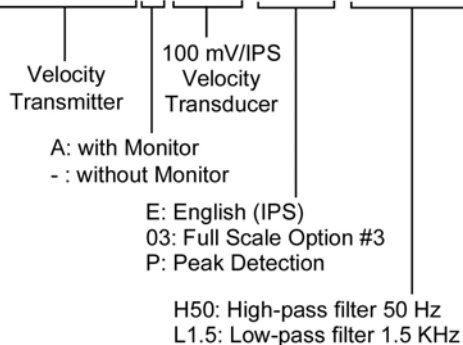 Velocity
Transmitter
100 mV/IPS
Velocity
Transducer
A: with Monitor
- : without Monitor
E: English (IPS)
03: Full Scale Option #3
P: Peak Detection
H50: High-pass filter 50 Hz
L1.5: Low-pass filter 1.5 KHz